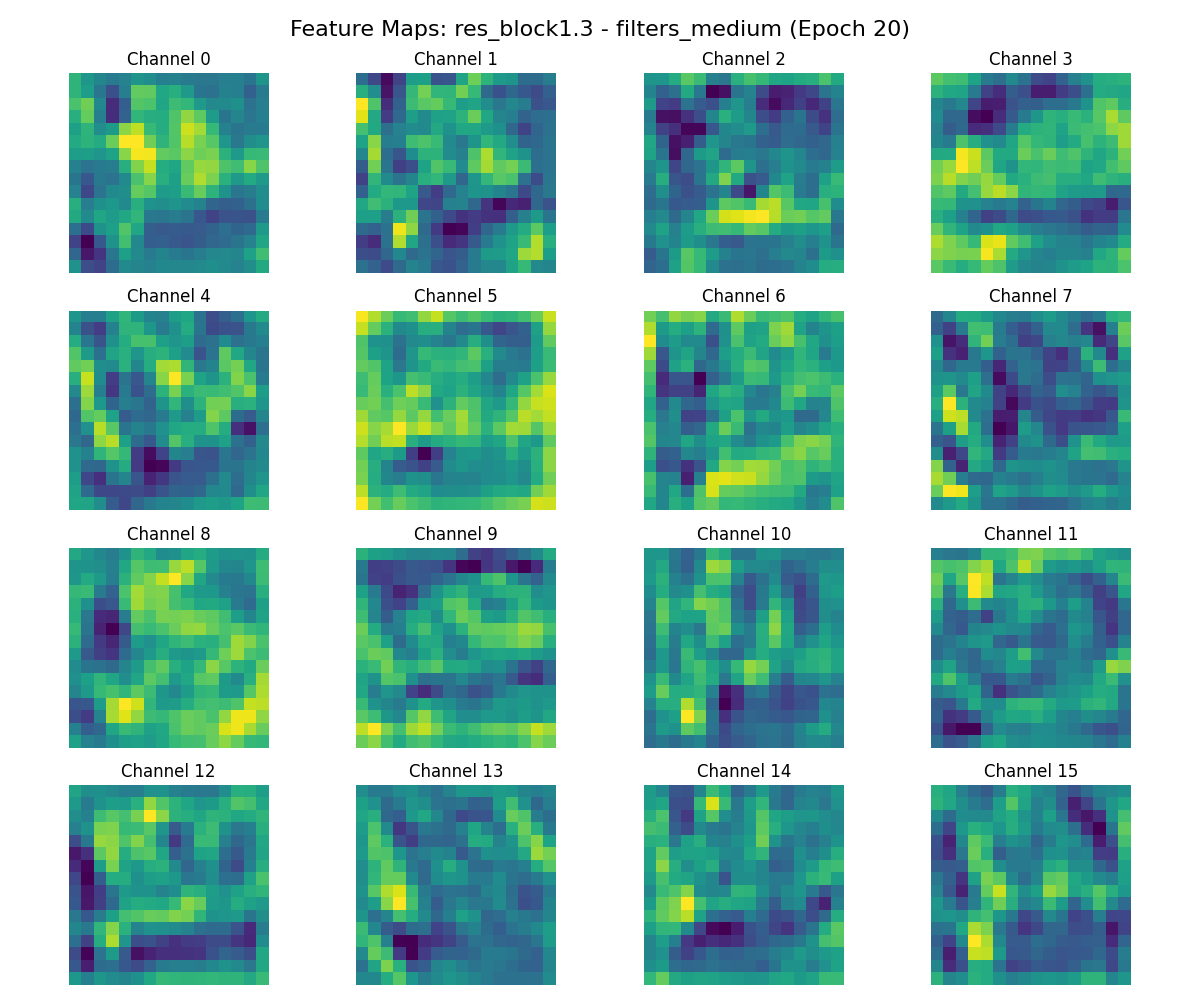 Feature Maps: res_block1.3 - filters_medium (Epoch 20)
Channel 0 Channel 1 Channel 2 Channel 3
Channel 4 Channel 5 Channel 6 Channel 7
Channel 8 Channel 9 Channel 10 Channel 11
Channel 12 Channel 13 Channel 14 Channel 15